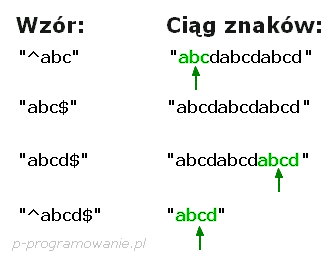 Wzór: Ciąg znaków:
"^abc" "abcdabcdabcd"
"abc$" "abcdabcdabcd"
"abcd$" "abcdabcdabcd"
"^abcd$" "abcd"
p-programowanie.pl